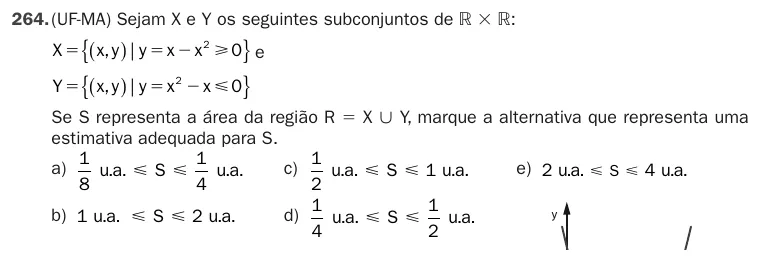 264. (UF-MA) Sejam X e Y os seguintes subconjuntos de ℝ × ℝ:
X = {(x, y) | y = x − x² ⩾ 0} e
Y = {(x, y) | y = x² − x ⩽ 0}
Se S representa a área da região R = X ∪ Y, marque a alternativa que representa uma
estimativa adequada para S.
a) 1/8 u.a. ⩽ S ⩽ 1/4 u.a. c) 1/2 u.a. ⩽ S ⩽ 1 u.a. e) 2 u.a. ⩽ S ⩽ 4 u.a.
b) 1 u.a. ⩽ S ⩽ 2 u.a. d) 1/4 u.a. ⩽ S ⩽ 1/2 u.a.
y